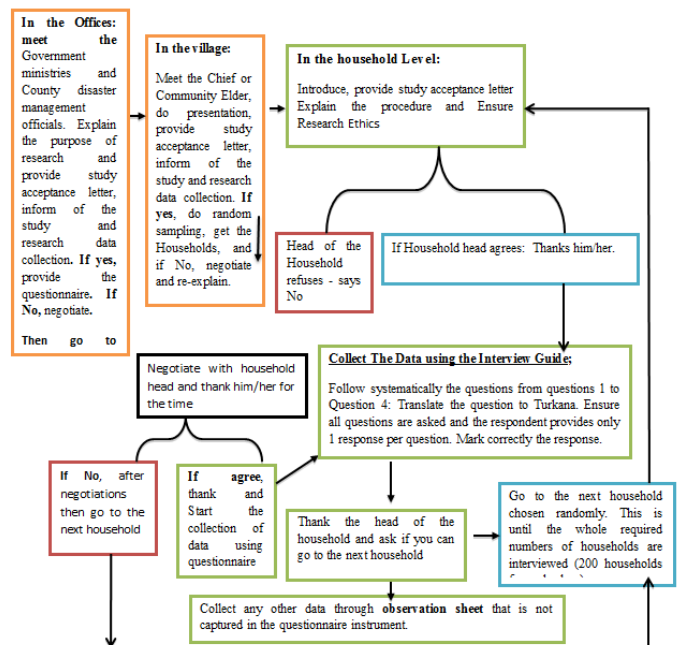 In the Offices:
meet the
Government
ministries and
County disaster
management
officials. Explain
the purpose of
research and
provide study
acceptance letter,
inform of the
study and
research data
collection. If yes,
provide the
questionnaire. If
No, negotiate.
Then go to
In the village:
Meet the Chief or
Community Elder,
do presentation,
provide study
acceptance letter,
inform of the
study and research
data collection. If
yes, do random
sampling, get the
Households, and
if No, negotiate
and re-explain.
In the household Level:
Introduce, provide study acceptance letter
Explain the procedure and Ensure
Research Ethics
Head of the
Household
refuses - says
No
If Household head agrees: Thanks him/her.
Negotiate with household
head and thank him/her for
the time
Collect The Data using the Interview Guide;
Follow systematically the questions from questions 1 to
Question 4: Translate the question to Turkana. Ensure
all questions are asked and the respondent provides only
1 response per question. Mark correctly the response.
If No, after
negotiations
then go to the
next household
If agree,
thank and
Start the
collection of
data using
questionnaire
Thank the head of the
household and ask if you can
go to the next household
Go to the next household
chosen randomly. This is
until the whole required
numbers of households are
interviewed (200 households
Collect any other data through observation sheet that is not
captured in the questionnaire instrument.